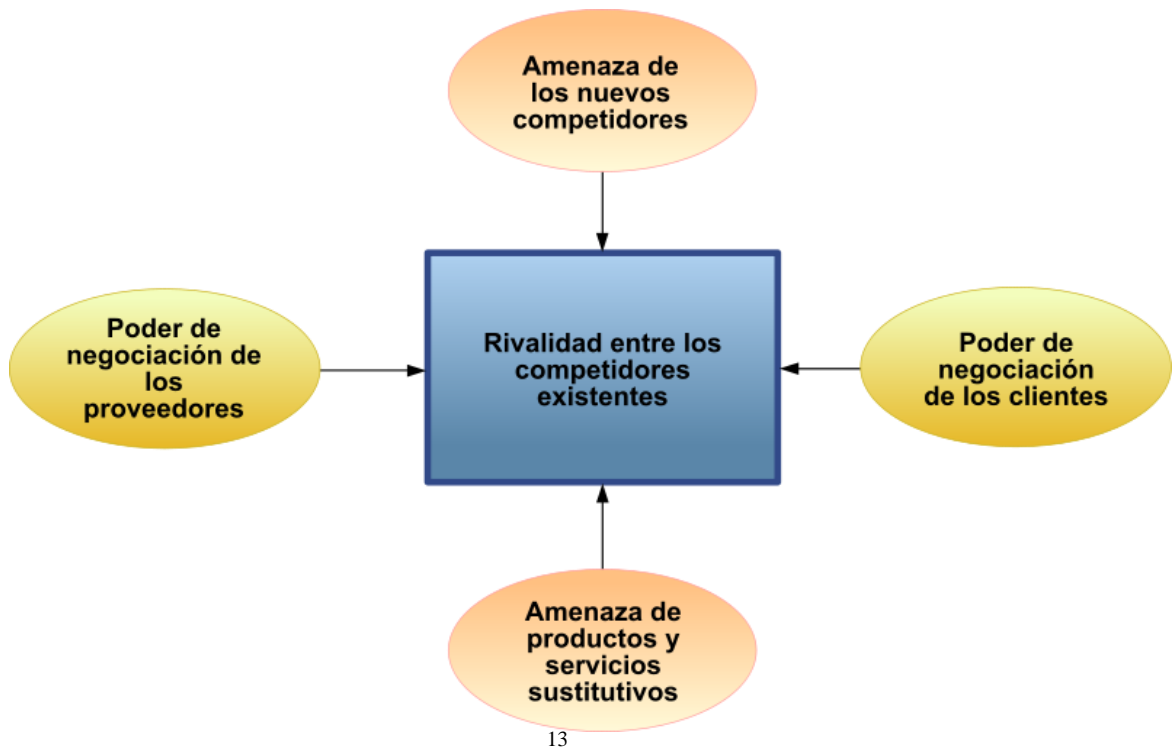 Amenaza de
los nuevos
competidores
Poder de
negociación de
los
proveedores
Rivalidad entre los
competidores
existentes
Poder de
negociación
de los clientes
Amenaza de
productos y
servicios
sustitutivos
13